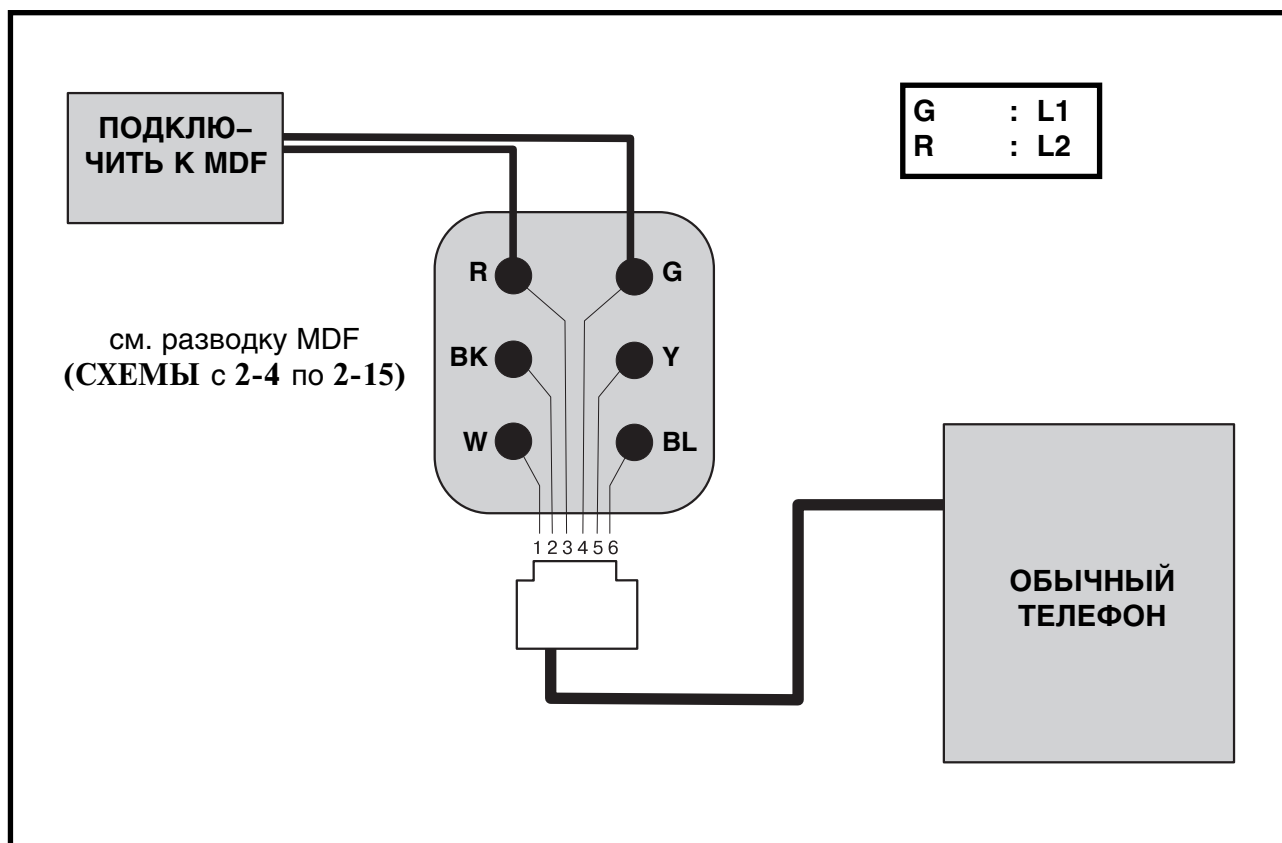 ПОДКЛЮ–
ЧИТЬ К MDF
G : L1
R : L2
R G
см. разводку MDF
(СХЕМЫ с 2-4 по 2-15)
BK Y
W BL
1 2 3 4 5 6
ОБЫЧНЫЙ
ТЕЛЕФОН